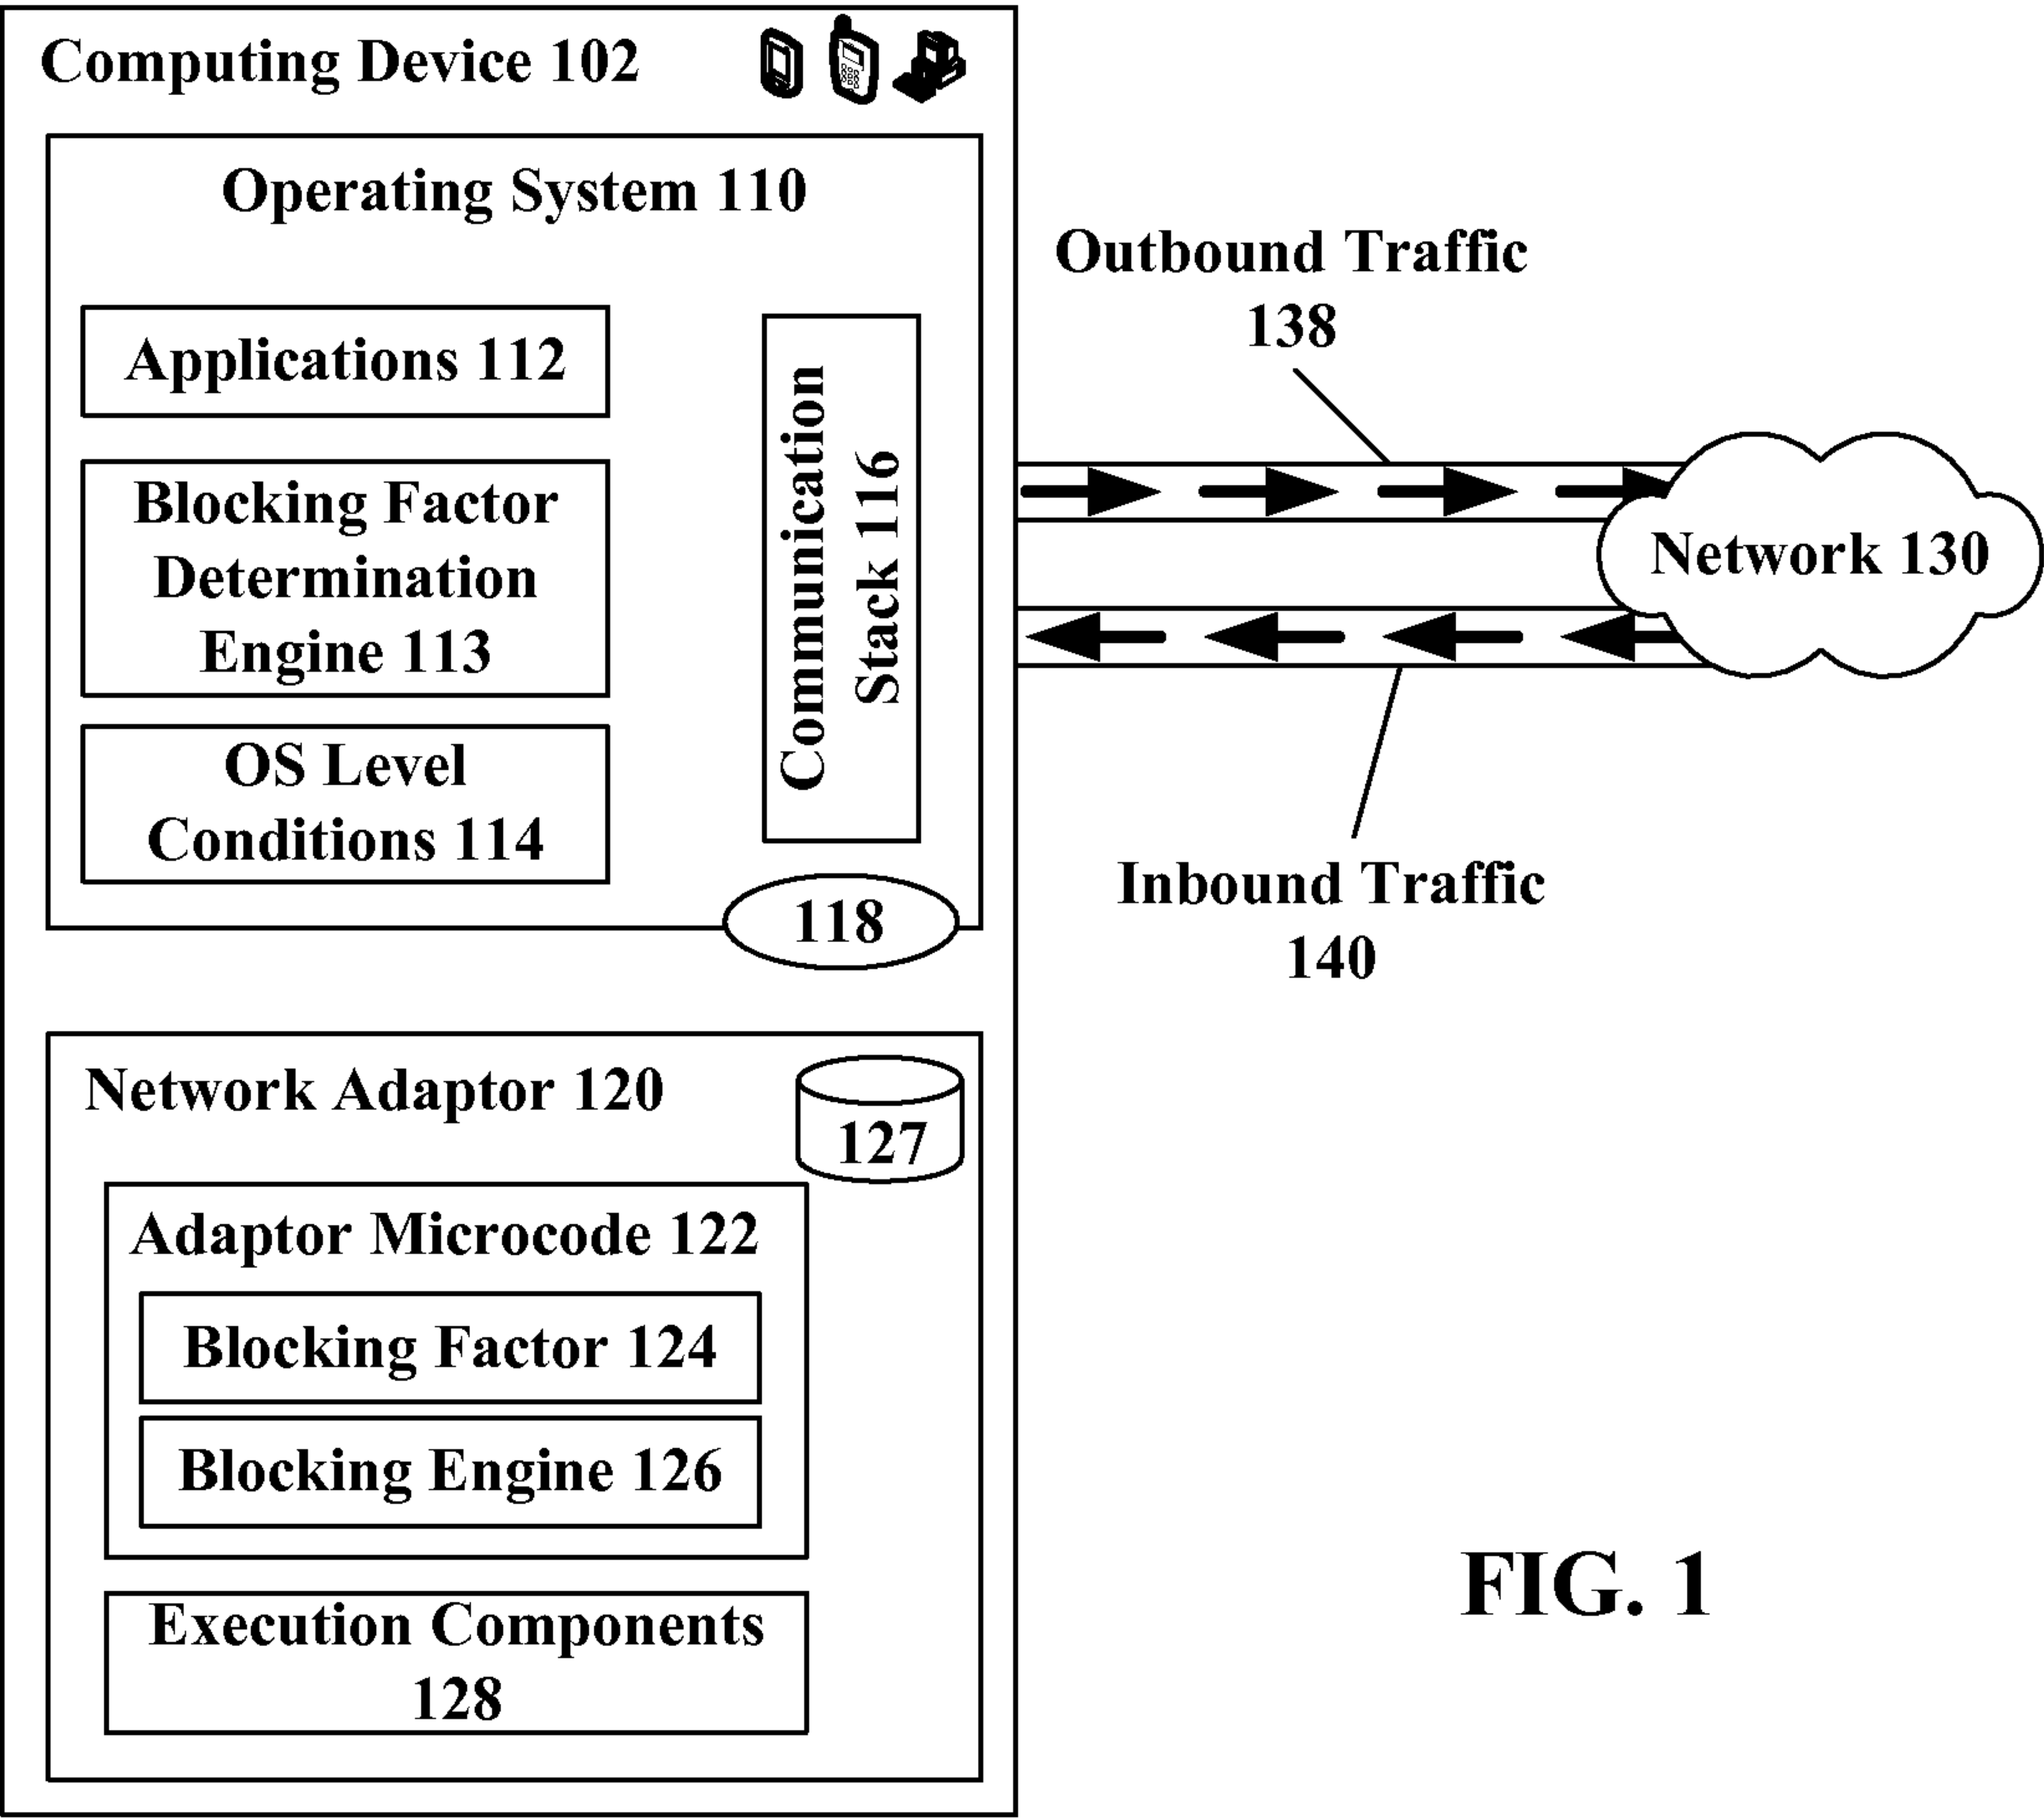 Computing Device 102
Operating System 110
Applications 112
Blocking Factor
Determination
Engine 113
OS Level
Conditions 114
Communication
Stack 116
118
Outbound Traffic
138
Network 130
Inbound Traffic
140
Network Adaptor 120
127
Adaptor Microcode 122
Blocking Factor 124
Blocking Engine 126
Execution Components
128
FIG. 1